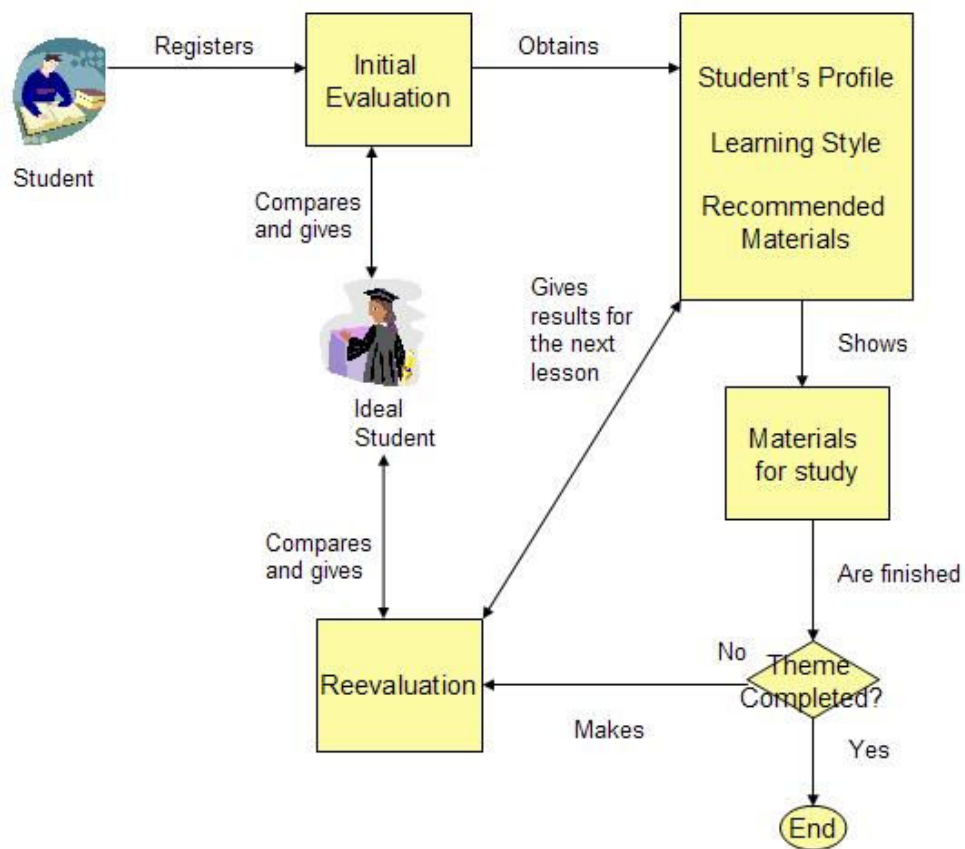 Registers
Obtains
Initial
Evaluation
Student's Profile
Learning Style
Recommended
Materials
Student
Compares
and gives
Gives
results for
the next
lesson
Shows
Ideal
Student
Materials
for study
Compares
and gives
Are finished
No
Theme
Completed?
Reevaluation
Makes
Yes
End